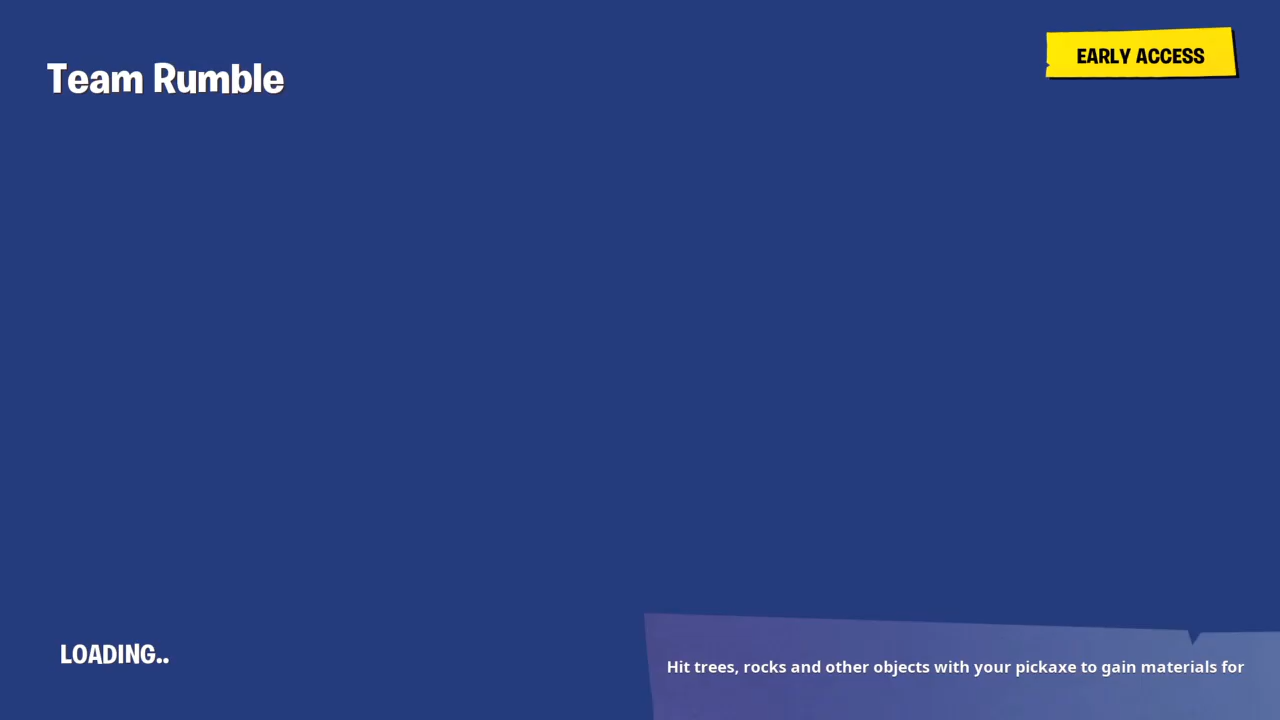 Team Rumble
EARLY ACCESS
LOADING..
Hit trees, rocks and other objects with your pickaxe to gain materials for